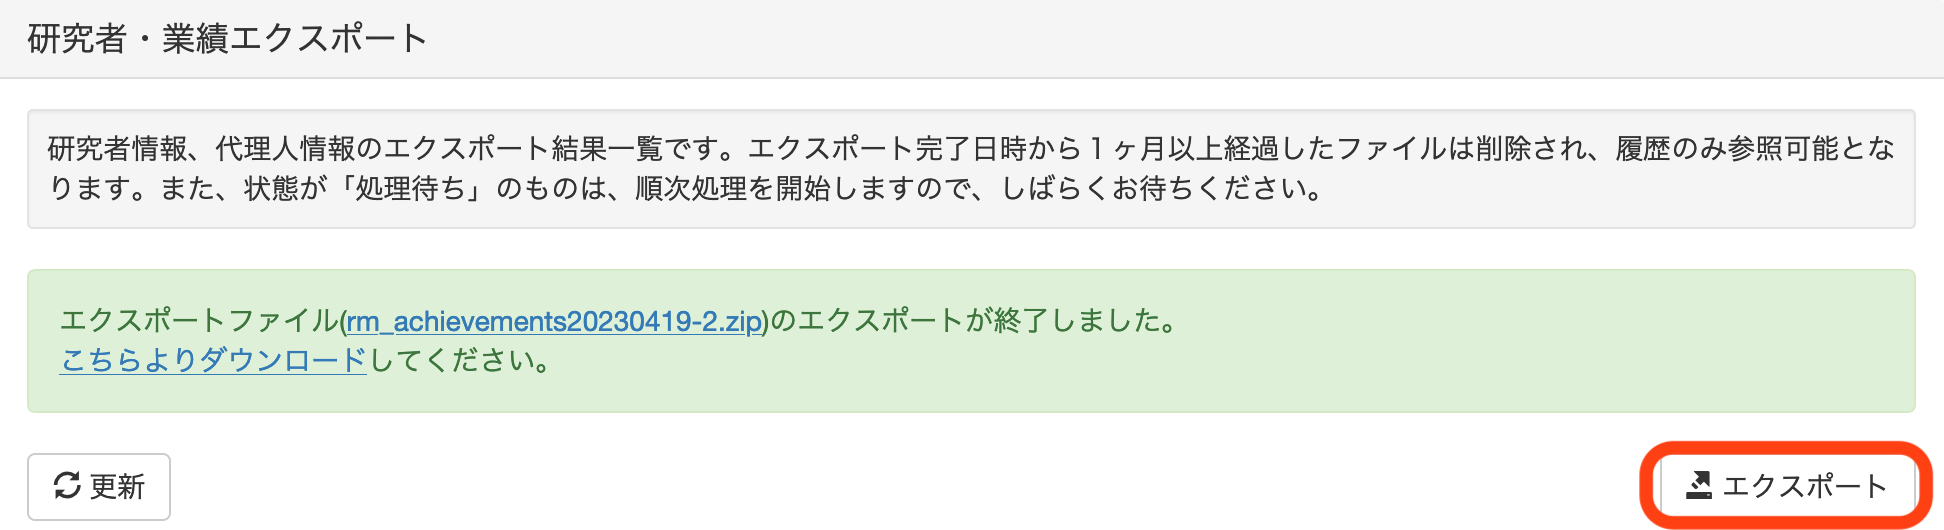 研究者・業績エクスポート
研究者情報、代理人情報のエクスポート結果一覧です。エクスポート完了日時から１ヶ月以上経過したファイルは削除され、履歴のみ参照可能とな
ります。また、状態が「処理待ち」のものは、順次処理を開始しますので、しばらくお待ちください。
エクスポートファイル(rm_achievements20230419-2.zip)のエクスポートが終了しました。
こちらよりダウンロードしてください。
更新
エクスポート